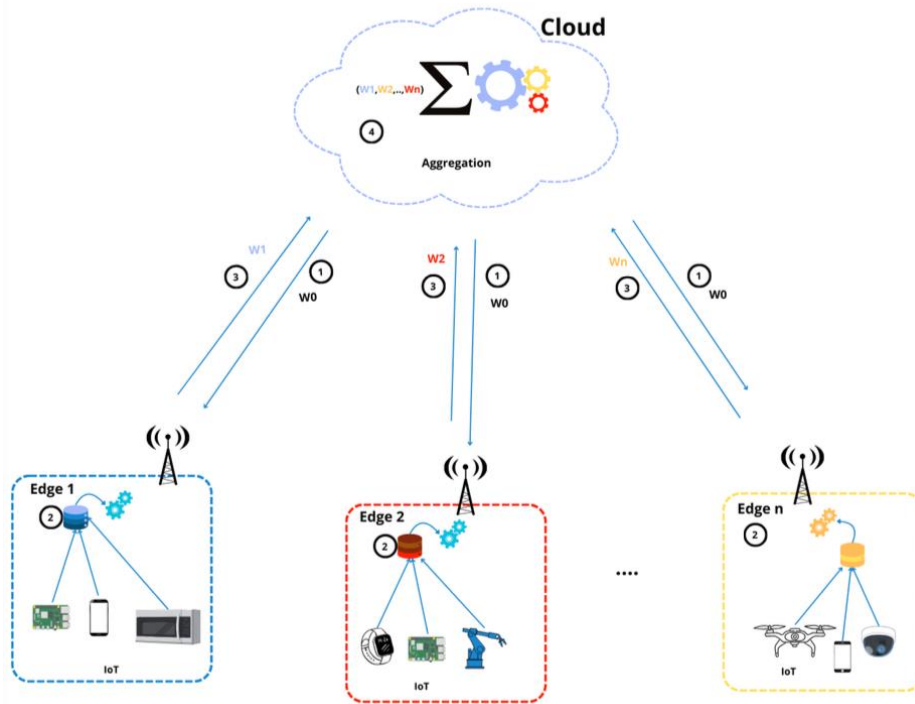 Cloud
(W1,W2,..,Wn)
4
Aggregation
W1
3
1
W0
W2
3
1
W0
Wn
3
1
W0
Edge 1
2
IoT
Edge 2
2
IoT
....
Edge n
2
IoT